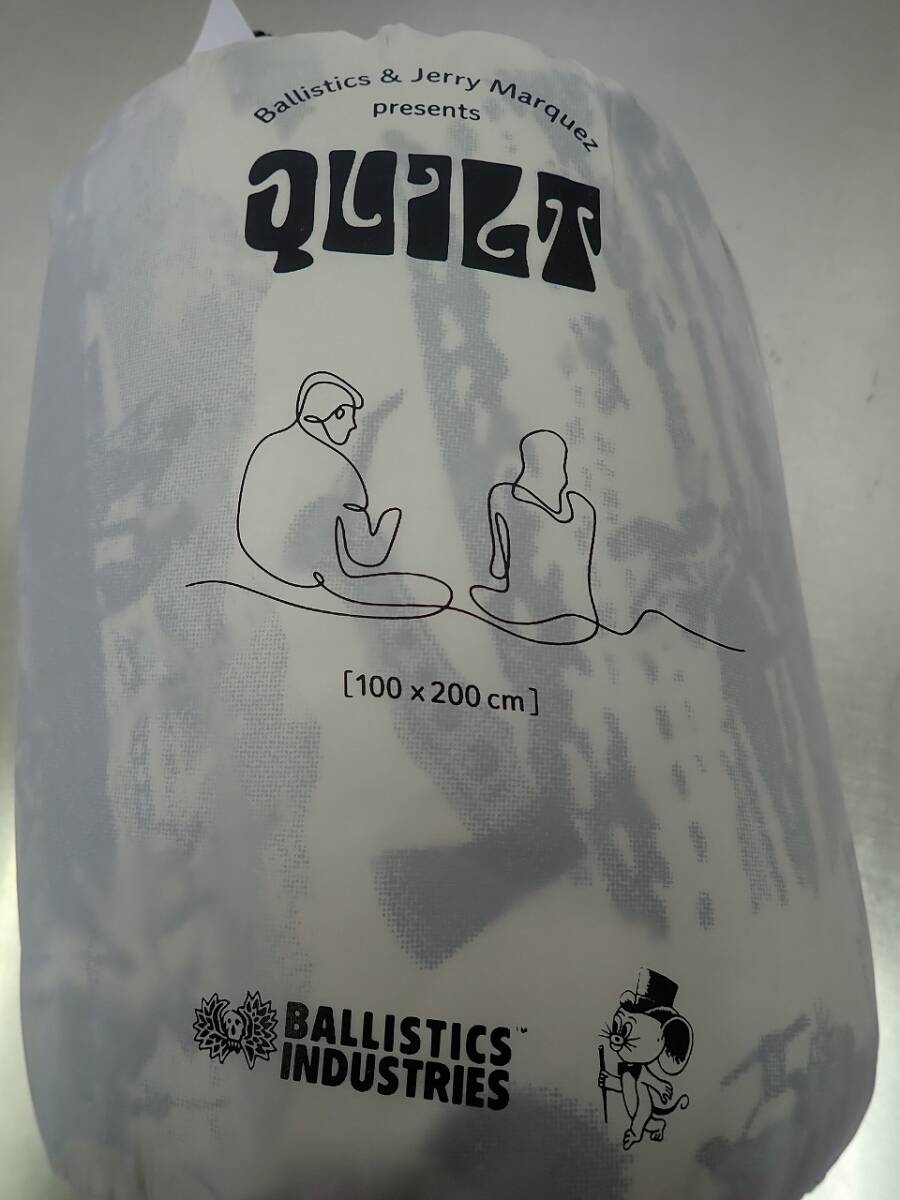 Ballistics & Jerry Marquez
presents
QUILT
[100 x 200 cm]
BALLISTICS™
INDUSTRIES